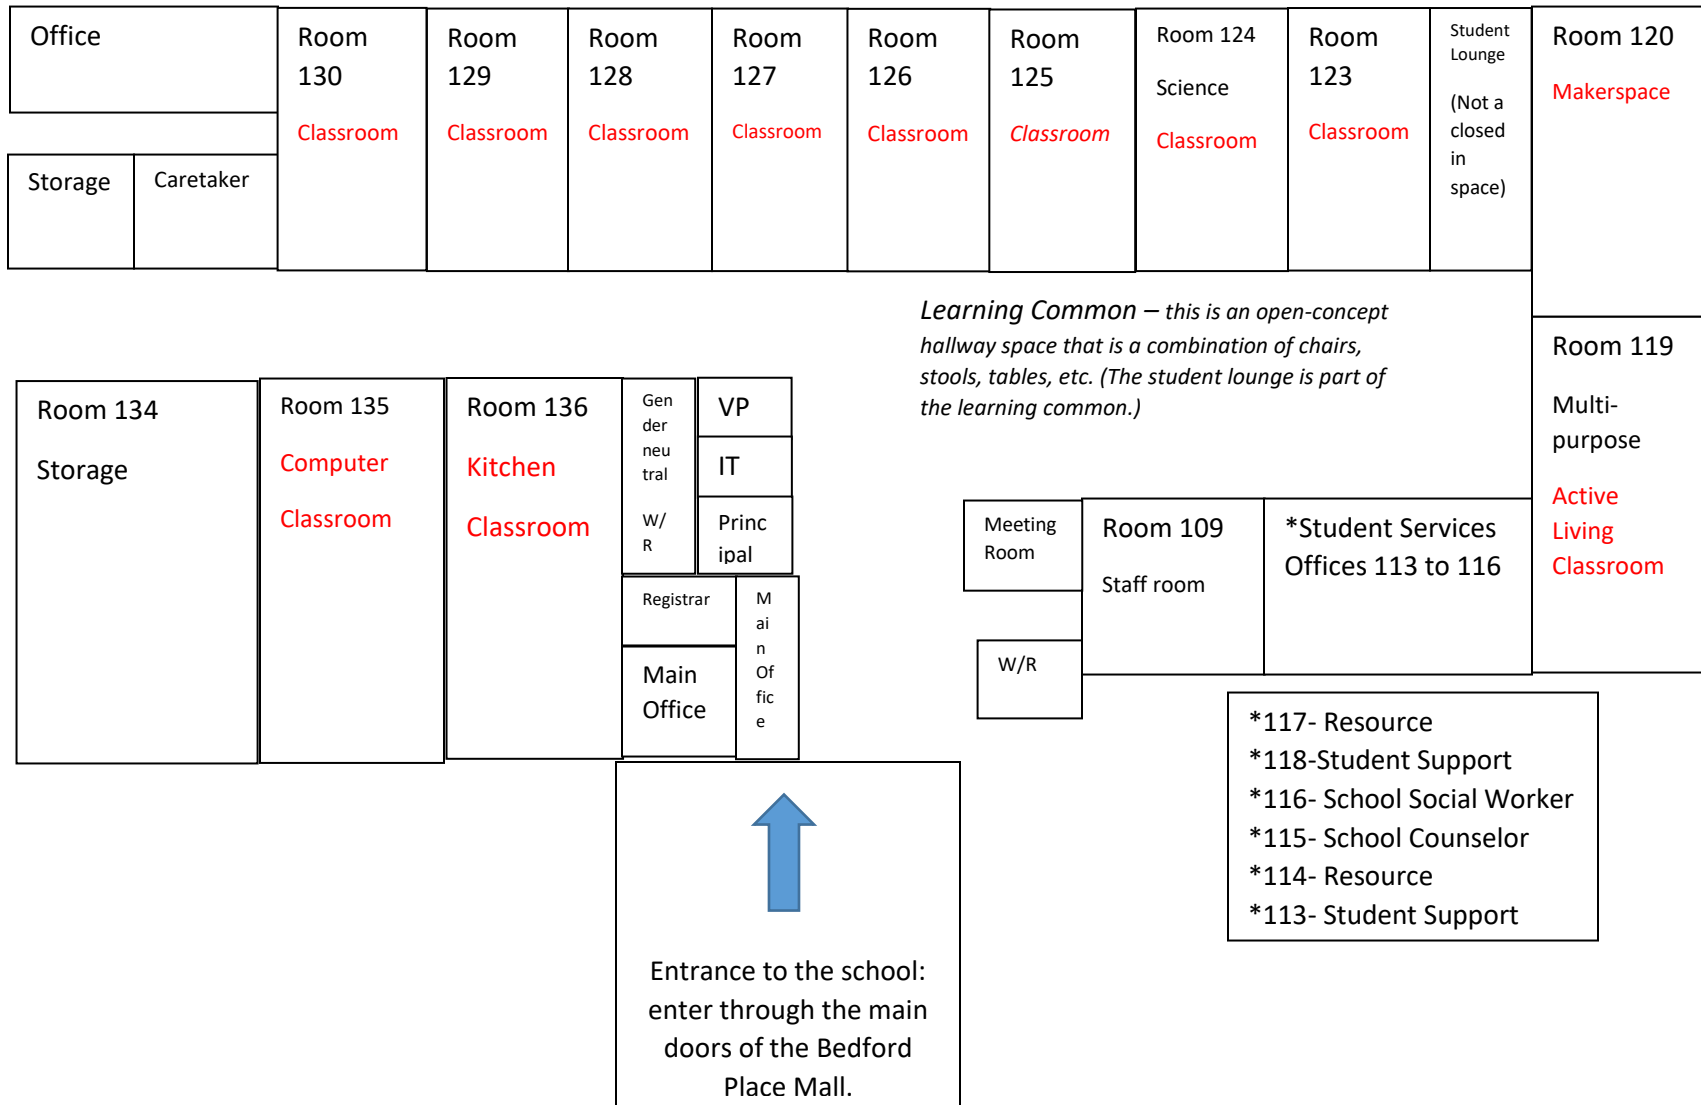 Office
Room
130
Classroom
Room
129
Classroom
Room
128
Classroom
Room
127
Classroom
Room
126
Classroom
Room
125
Classroom
Room 124
Science
Classroom
Room
123
Classroom
Student
Lounge
(Not a
closed
in
space)
Room 120
Makerspace
Storage
Caretaker
Learning Common – this is an open-concept
hallway space that is a combination of chairs,
stools, tables, etc. (The student lounge is part of
the learning common.)
Room 119
Multi-
purpose
Active
Living
Classroom
Room 134
Storage
Room 135
Computer
Classroom
Room 136
Kitchen
Classroom
Gen
der
neu
tral
W/
R
VP
IT
Princ
ipal
Registrar
Main
Office
M
ai
n
Of
fic
e
Meeting
Room
Room 109
Staff room
*Student Services
Offices 113 to 116
W/R
*117- Resource
*118-Student Support
*116- School Social Worker
*115- School Counselor
*114- Resource
*113- Student Support
Entrance to the school:
enter through the main
doors of the Bedford
Place Mall.